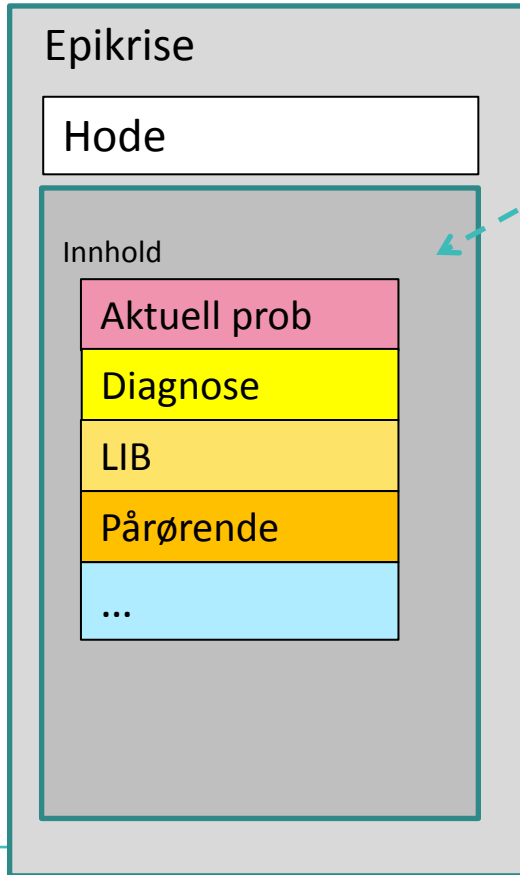 Epikrise
Hode
Innhold
Aktuell prob
Diagnose
LIB
Pårørende
...